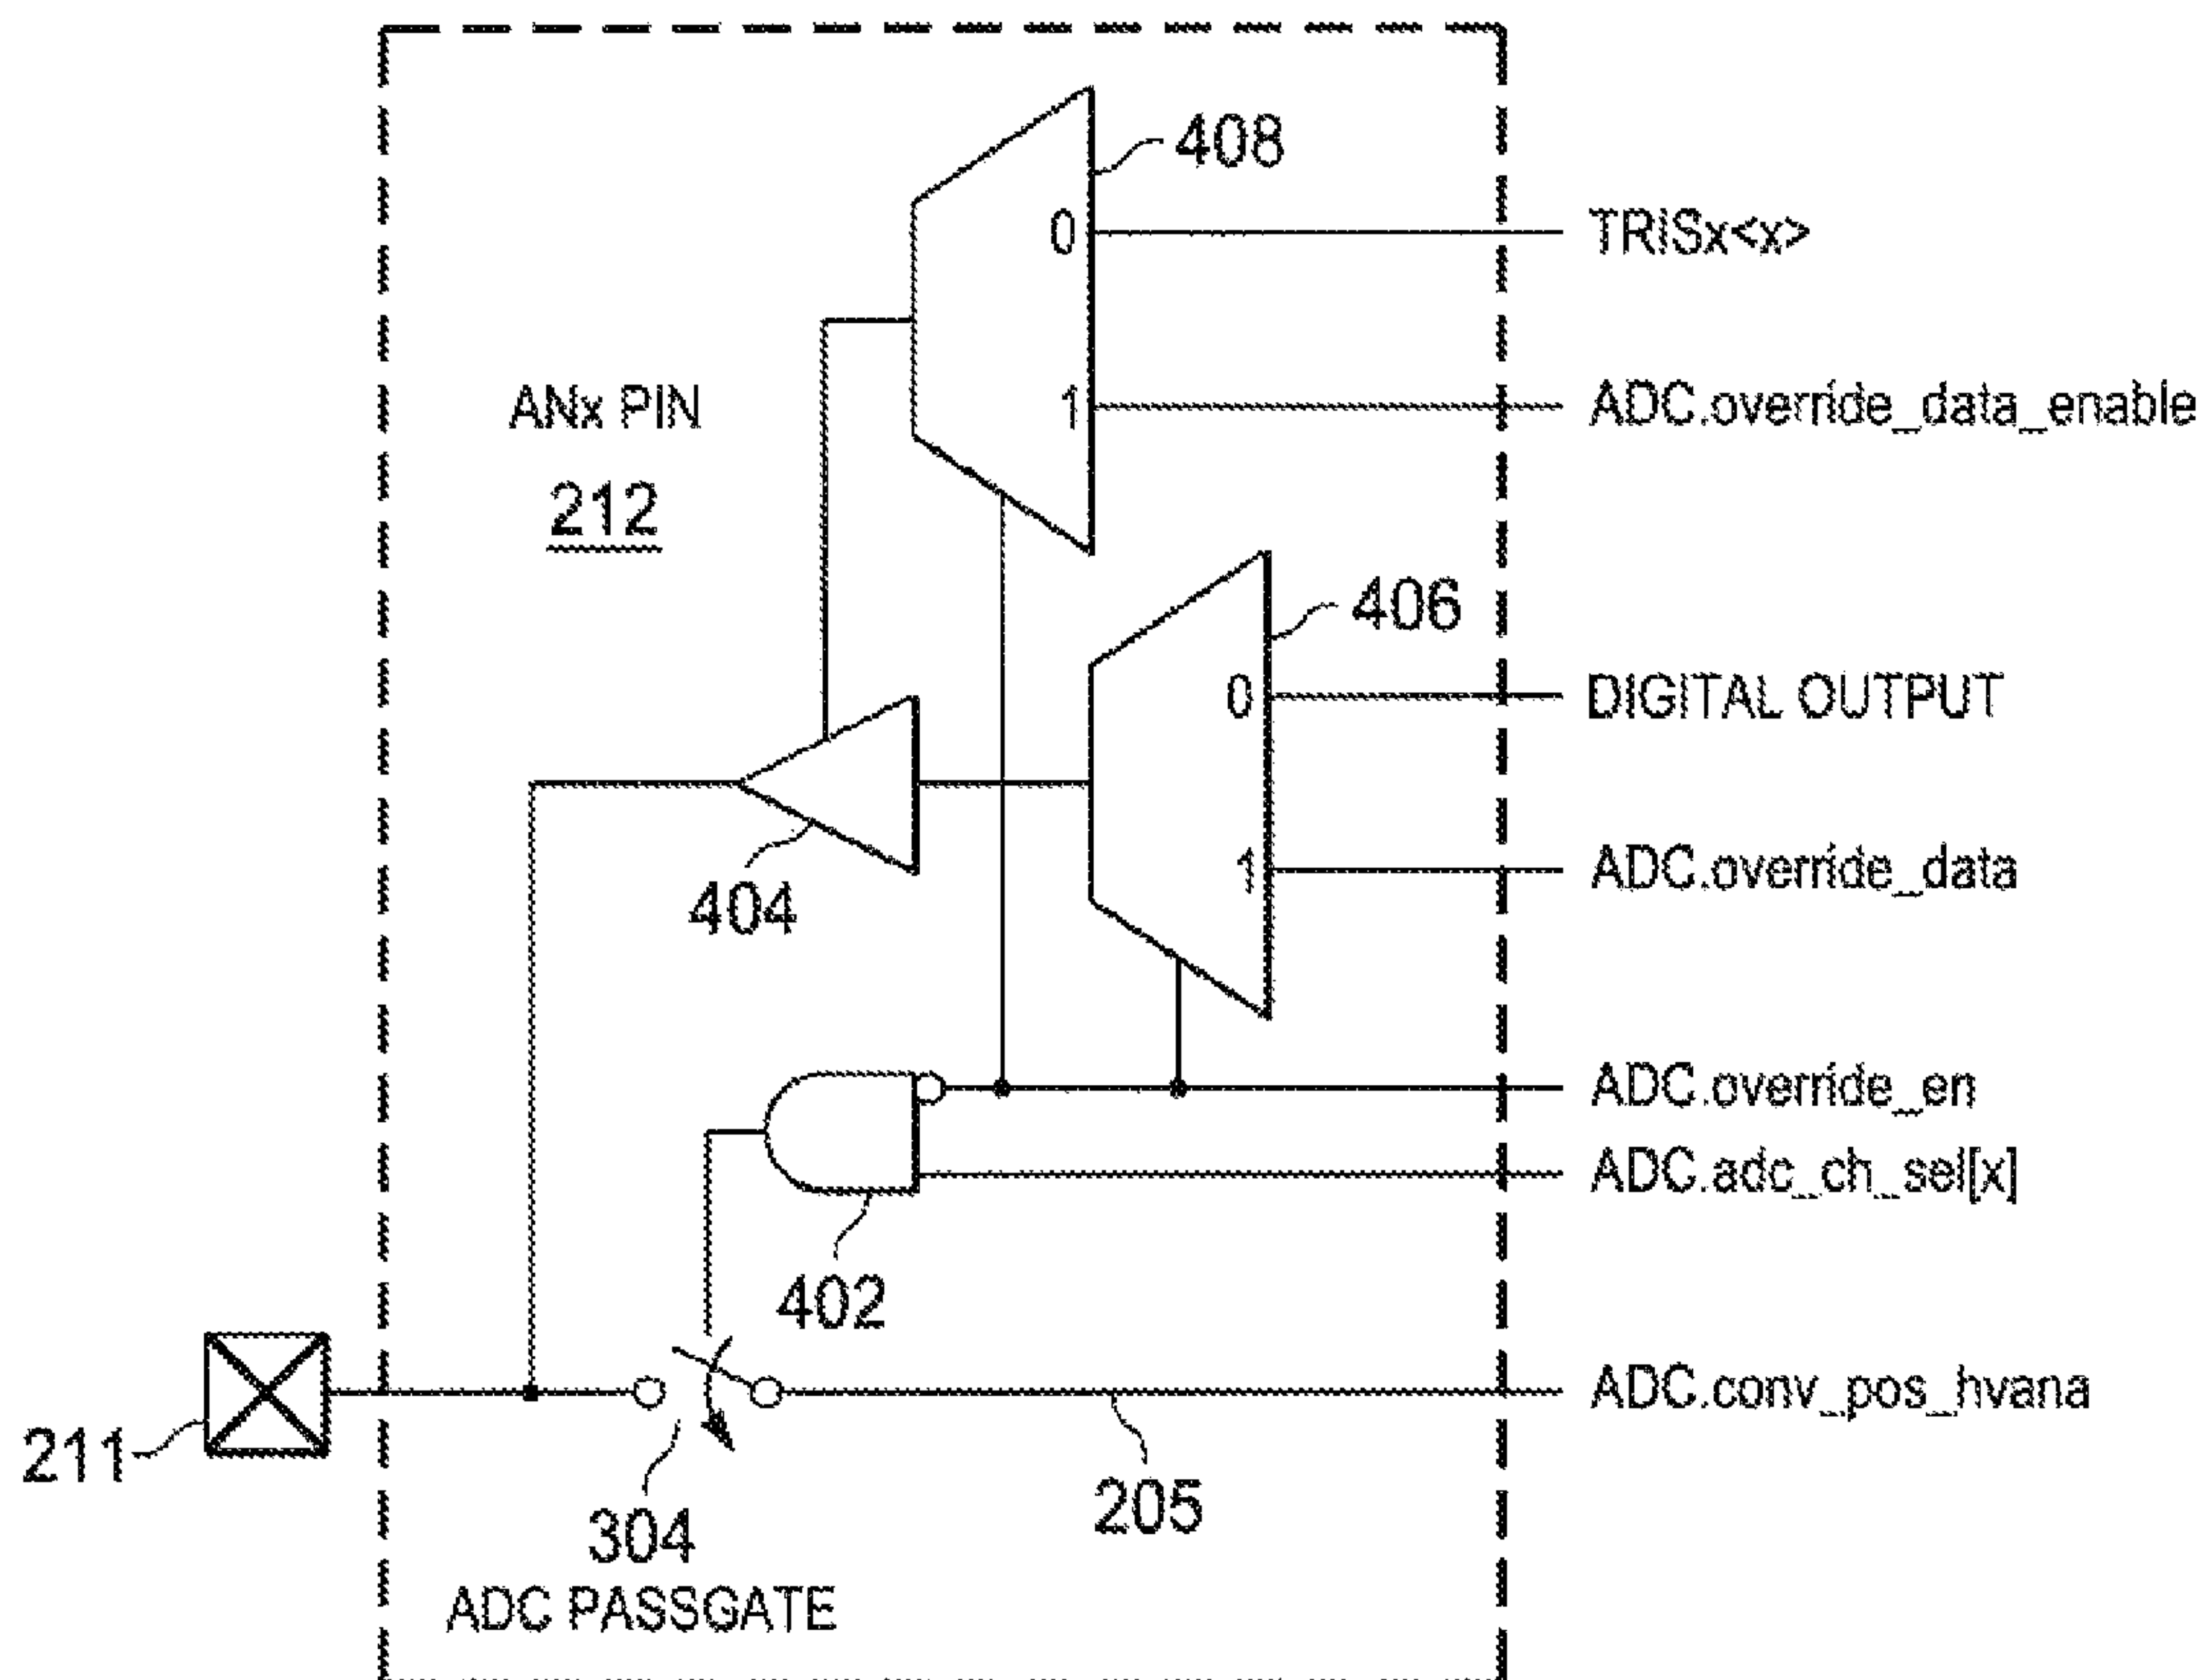 408
0
TRISx<x>
ANx PIN
212
1
ADC.override_data_enable
406
0
DIGITAL OUTPUT
404
1
ADC.override_data
ADC.override_en
ADC.adc_ch_sel[x]
402
ADC.conv_pos_hvana
211
304
ADC PASSGATE
205